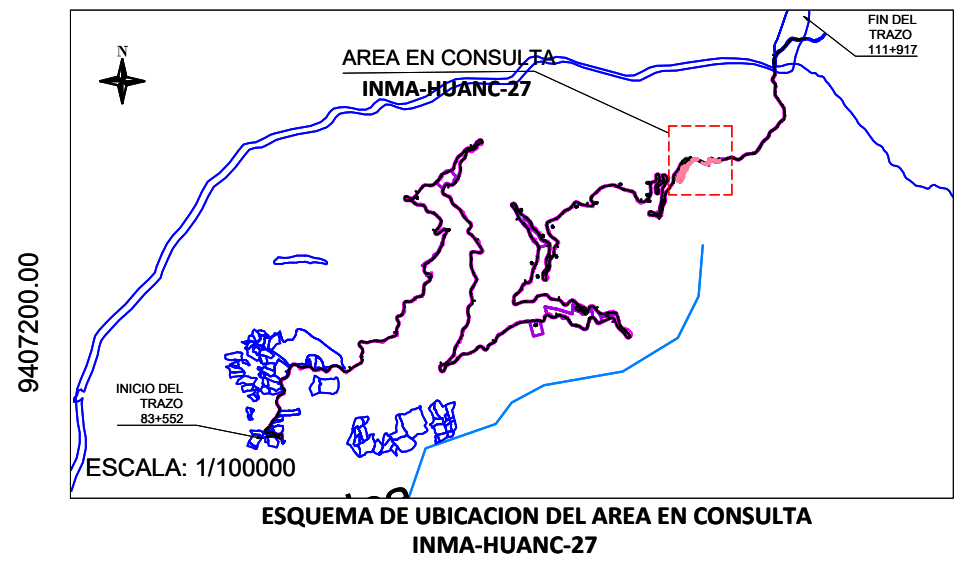 FIN DEL
TRAZO
111+917
N
AREA EN CONSULTA
INMA-HUANC-27
9407200.00
INICIO DEL
TRAZO
83+552
ESCALA: 1/100000
ESQUEMA DE UBICACION DEL AREA EN CONSULTA
INMA-HUANC-27